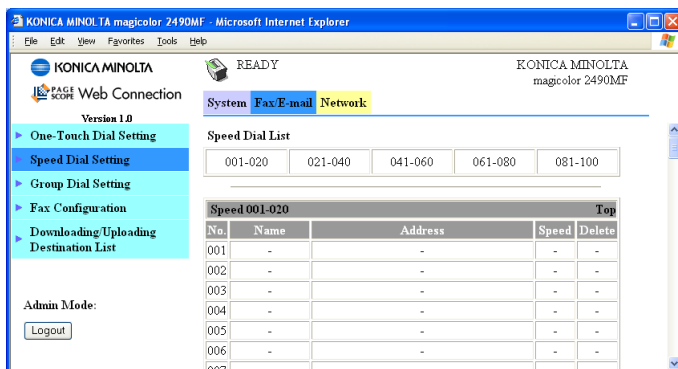 KONICA MINOLTA magicolor 2490MF - Microsoft Internet Explorer
File Edit View Favorites Tools Help
KONICA MINOLTA
PAGE SCOPE Web Connection
Version 1.0
READY
KONICA MINOLTA
magicolor 2490MF
System Fax/E-mail Network
One-Touch Dial Setting
Speed Dial Setting
Group Dial Setting
Fax Configuration
Downloading/Uploading
Destination List
Admin Mode:
Logout
Speed Dial List
001-020 021-040 041-060 061-080 081-100
Speed 001-020 Top
No. Name Address Speed Delete
001 - - - -
002 - - - -
003 - - - -
004 - - - -
005 - - - -
006 - - - -